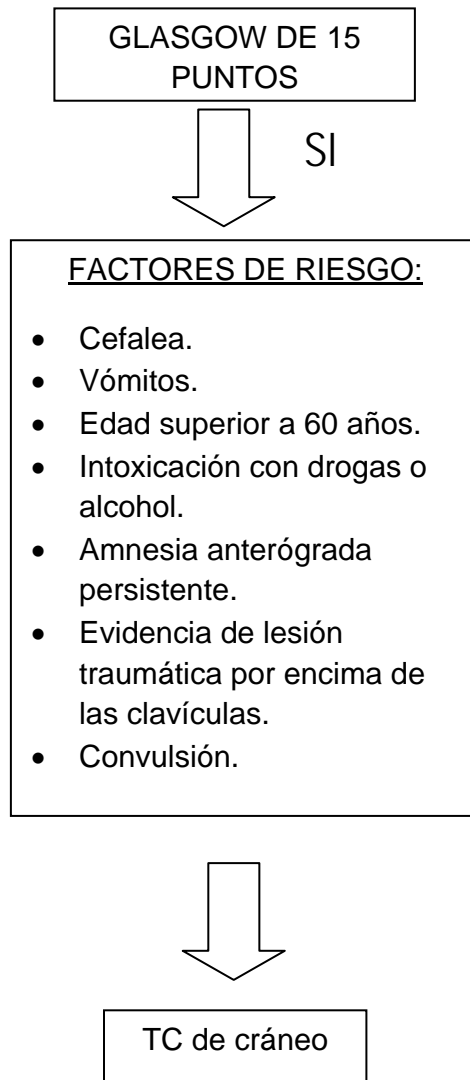 GLASGOW DE 15
PUNTOS
SI
FACTORES DE RIESGO:
• Cefalea.
• Vómitos.
• Edad superior a 60 años.
• Intoxicación con drogas o
alcohol.
• Amnesia anterógrada
persistente.
• Evidencia de lesión
traumática por encima de
las clavículas.
• Convulsión.
TC de cráneo